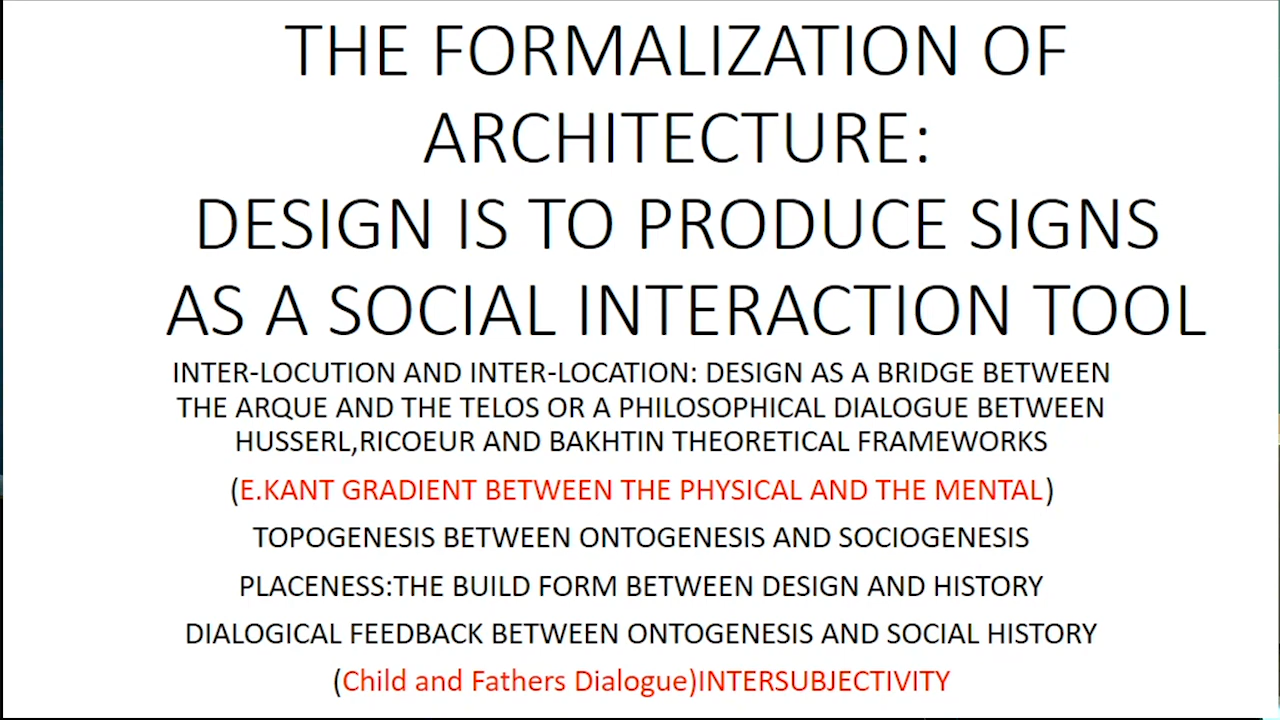 THE FORMALIZATION OF
ARCHITECTURE:
DESIGN IS TO PRODUCE SIGNS
AS A SOCIAL INTERACTION TOOL
INTER-LOCUTION AND INTER-LOCATION: DESIGN AS A BRIDGE BETWEEN
THE ARQUE AND THE TELOS OR A PHILOSOPHICAL DIALOGUE BETWEEN
HUSSERL,RICOEUR AND BAKHTIN THEORETICAL FRAMEWORKS
(E.KANT GRADIENT BETWEEN THE PHYSICAL AND THE MENTAL)
TOPOGENESIS BETWEEN ONTOGENESIS AND SOCIOGENESIS
PLACENESS:THE BUILD FORM BETWEEN DESIGN AND HISTORY
DIALOGICAL FEEDBACK BETWEEN ONTOGENESIS AND SOCIAL HISTORY
(Child and Fathers Dialogue)INTERSUBJECTIVITY